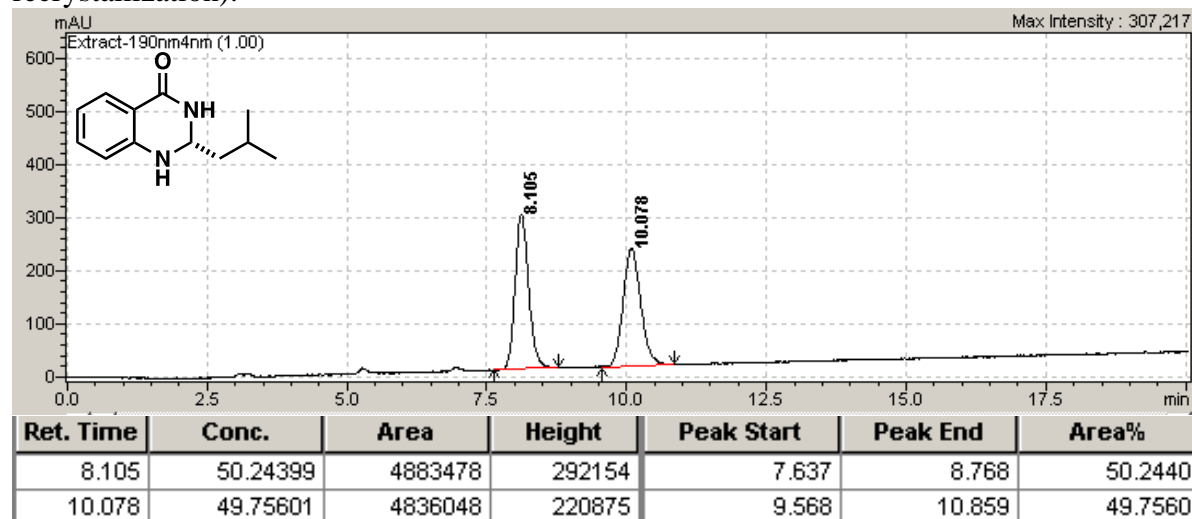 mAU
Max Intensity : 307,217
Extract-190nm4nm (1.00)
600
500
400
300
200
100
0
O
NH
N
H
8.105
10.078
0.0 2.5 5.0 7.5 10.0 12.5 15.0 17.5 min
Ret. Time Conc. Area Height Peak Start Peak End Area%
8.105 50.24399 4883478 292154 7.637 8.768 50.2440
10.078 49.75601 4836048 220875 9.568 10.859 49.7560